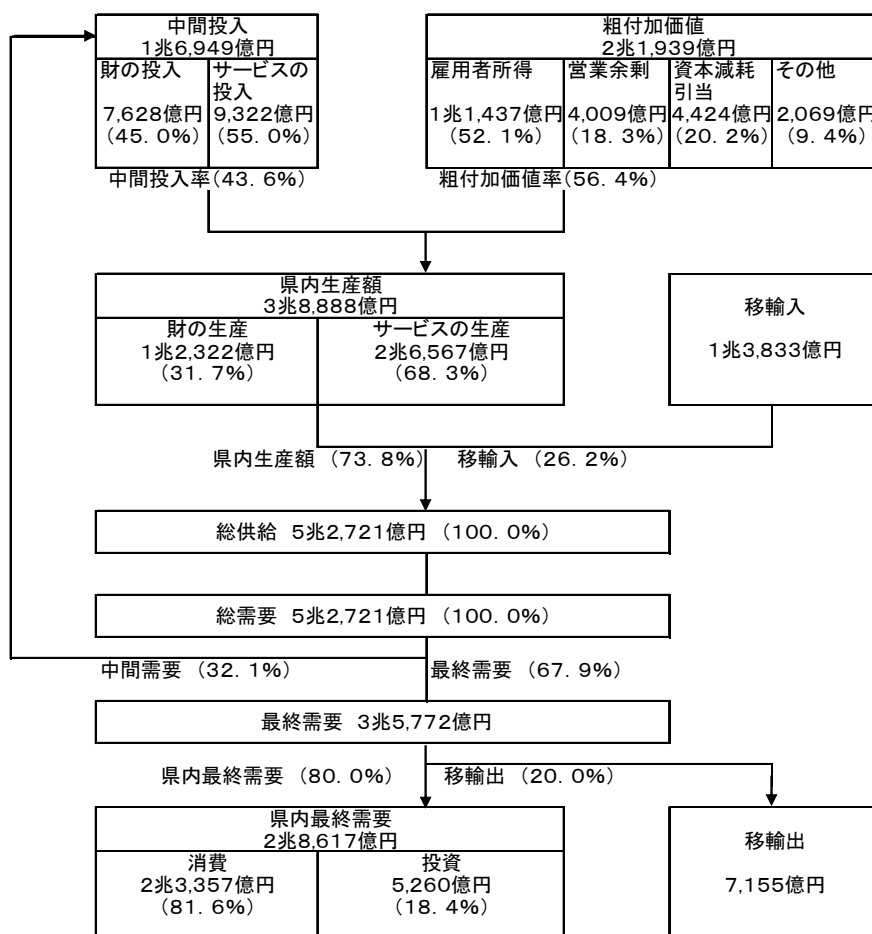 中間投入
1兆6,949億円
財の投入
7,628億円
(45.0%)
サービスの
投入
9,322億円
(55.0%)
粗付加価値
2兆1,939億円
雇用者所得
1兆1,437億円
(52.1%)
営業余剰
4,009億円
(18.3%)
資本減耗
引当
4,424億円
(20.2%)
その他
2,069億円
(9.4%)
中間投入率(43.6%)
粗付加価値率(56.4%)
県内生産額
3兆8,888億円
財の生産
1兆2,322億円
(31.7%)
サービスの生産
2兆6,567億円
(68.3%)
移輸入
1兆3,833億円
県内生産額 (73.8%)
移輸入 (26.2%)
総供給 5兆2,721億円 (100.0%)
総需要 5兆2,721億円 (100.0%)
中間需要 (32.1%)
最終需要 (67.9%)
最終需要 3兆5,772億円
県内最終需要 (80.0%)
移輸出 (20.0%)
県内最終需要
2兆8,617億円
消費
2兆3,357億円
(81.6%)
投資
5,260億円
(18.4%)
移輸出
7,155億円